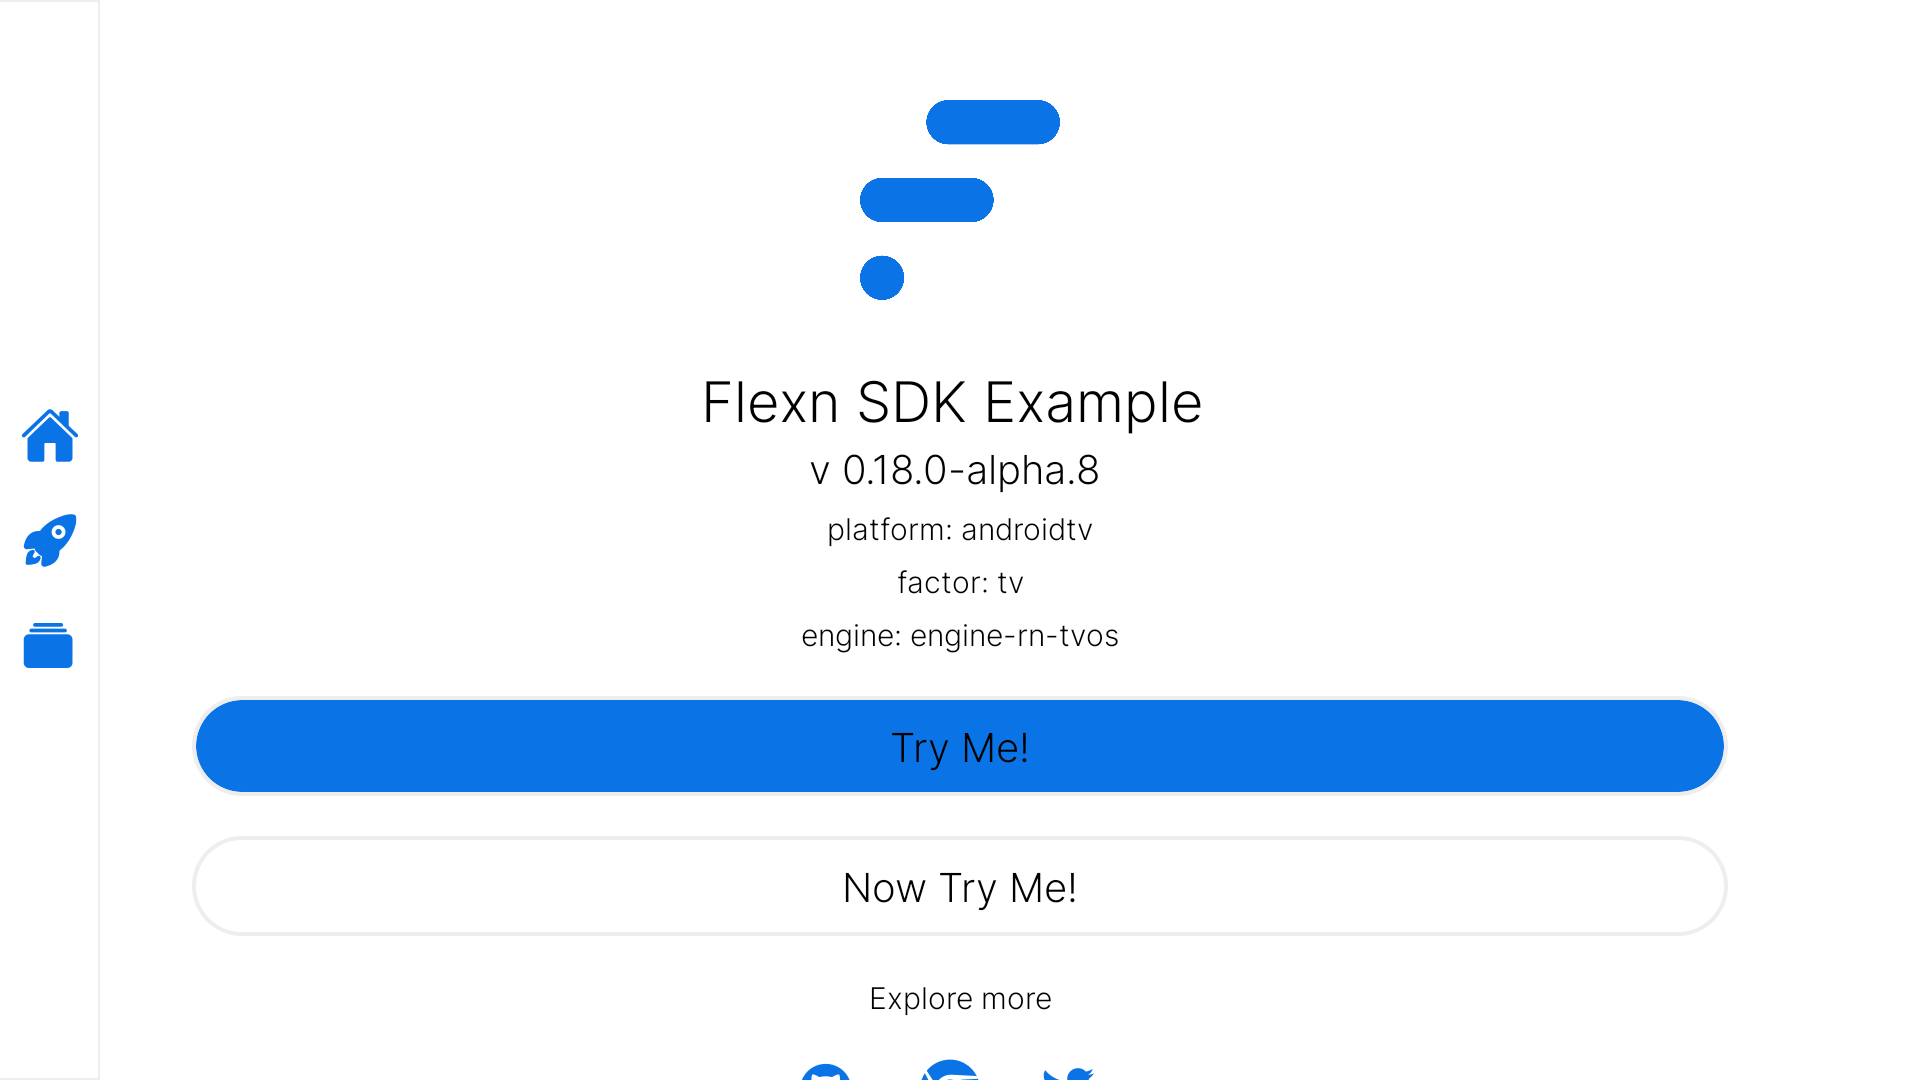 Flexn SDK Example
v 0.18.0-alpha.8
platform: androidtv
factor: tv
engine: engine-rn-tvos
Try Me!
Now Try Me!
Explore more